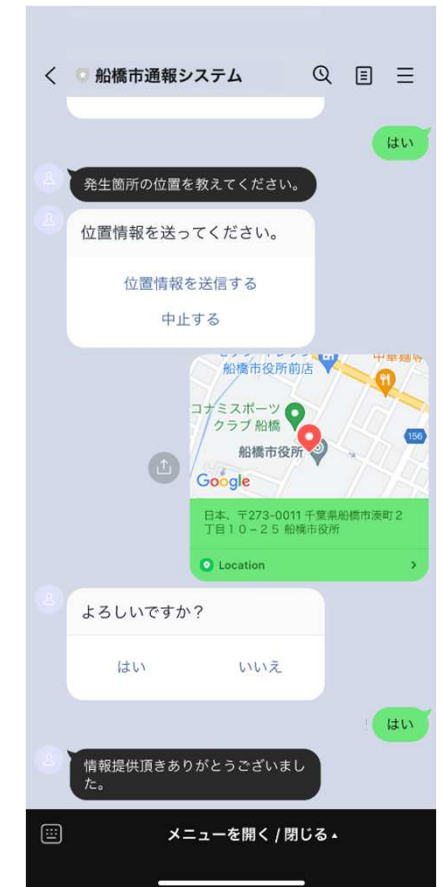 船橋市通報システム
はい
発生箇所の位置を教えてください。
位置情報を送ってください。
位置情報を送信する
中止する
船橋市役所前店
コナミスポーツ
クラブ 船橋
156
船橋市役所
Google
日本、〒273-0011 千葉県船橋市湊町2
丁目10−25 船橋市役所
Location
よろしいですか?
はい
いいえ
はい
情報提供頂きありがとうございまし
た。
メニューを開く / 閉じる